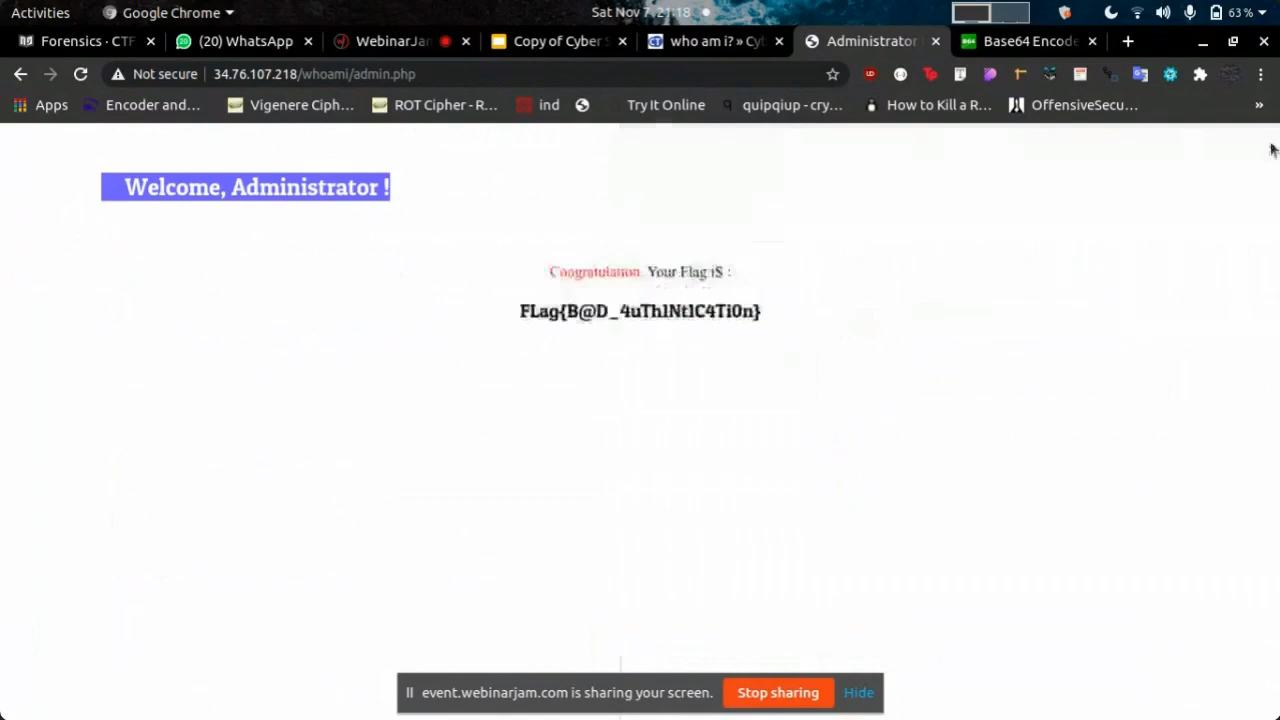 Activities Google Chrome Sat Nov 7, 21:18 63%
Forensics · CTF (20) WhatsApp WebinarJam Copy of Cyber S who am i? » Cyb Administrator Base64 Encode
Not secure 34.76.107.218/whoami/admin.php
Apps Encoder and... Vigenere Ciph... ROT Cipher - R... ind Try It Online quipqiup - cry... How to Kill a R... OffensiveSecu... »
Welcome, Administrator !
Congratulation Your Flag iS :
FLag{B@D_4uTh1Nt1C4Ti0n}
event.webinarjam.com is sharing your screen. Stop sharing Hide